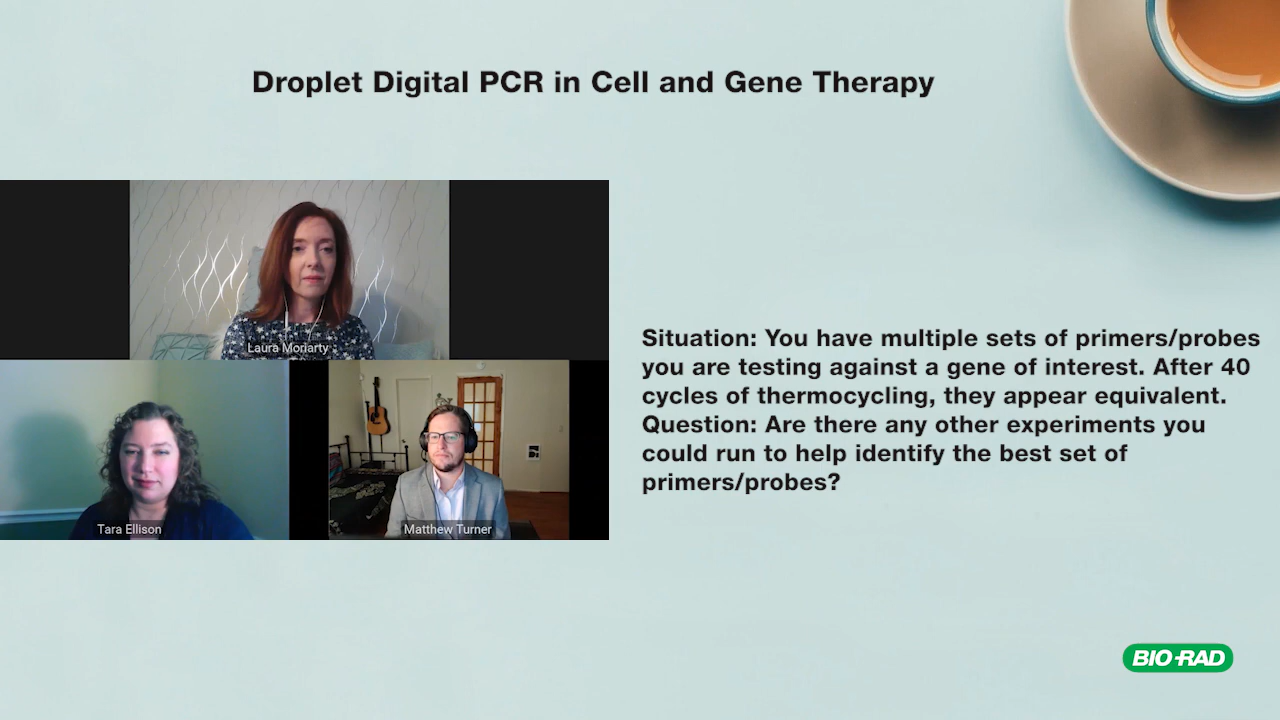 Droplet Digital PCR in Cell and Gene Therapy
Laura Moriarty
Tara Ellison
Matthew Turner
Situation: You have multiple sets of primers/probes
you are testing against a gene of interest. After 40
cycles of thermocycling, they appear equivalent.
Question: Are there any other experiments you
could run to help identify the best set of
primers/probes?
BIO-RAD